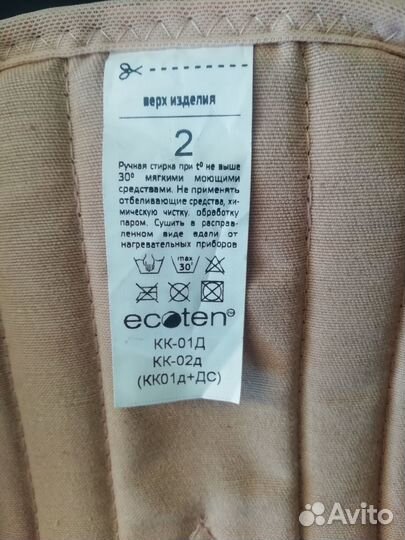 верх изделия
2
Ручная стирка при t° не выше
30° мягкими моющими
средствами. Не применять
отбеливающие средства, хи-
мическую чистку, обработку
паром. Сушить в расправ-
ленном виде вдали от
нагревательных приборов
max
30°
ecoten
КК-01Д
КК-02д
(КК01д+ДС)
Avito